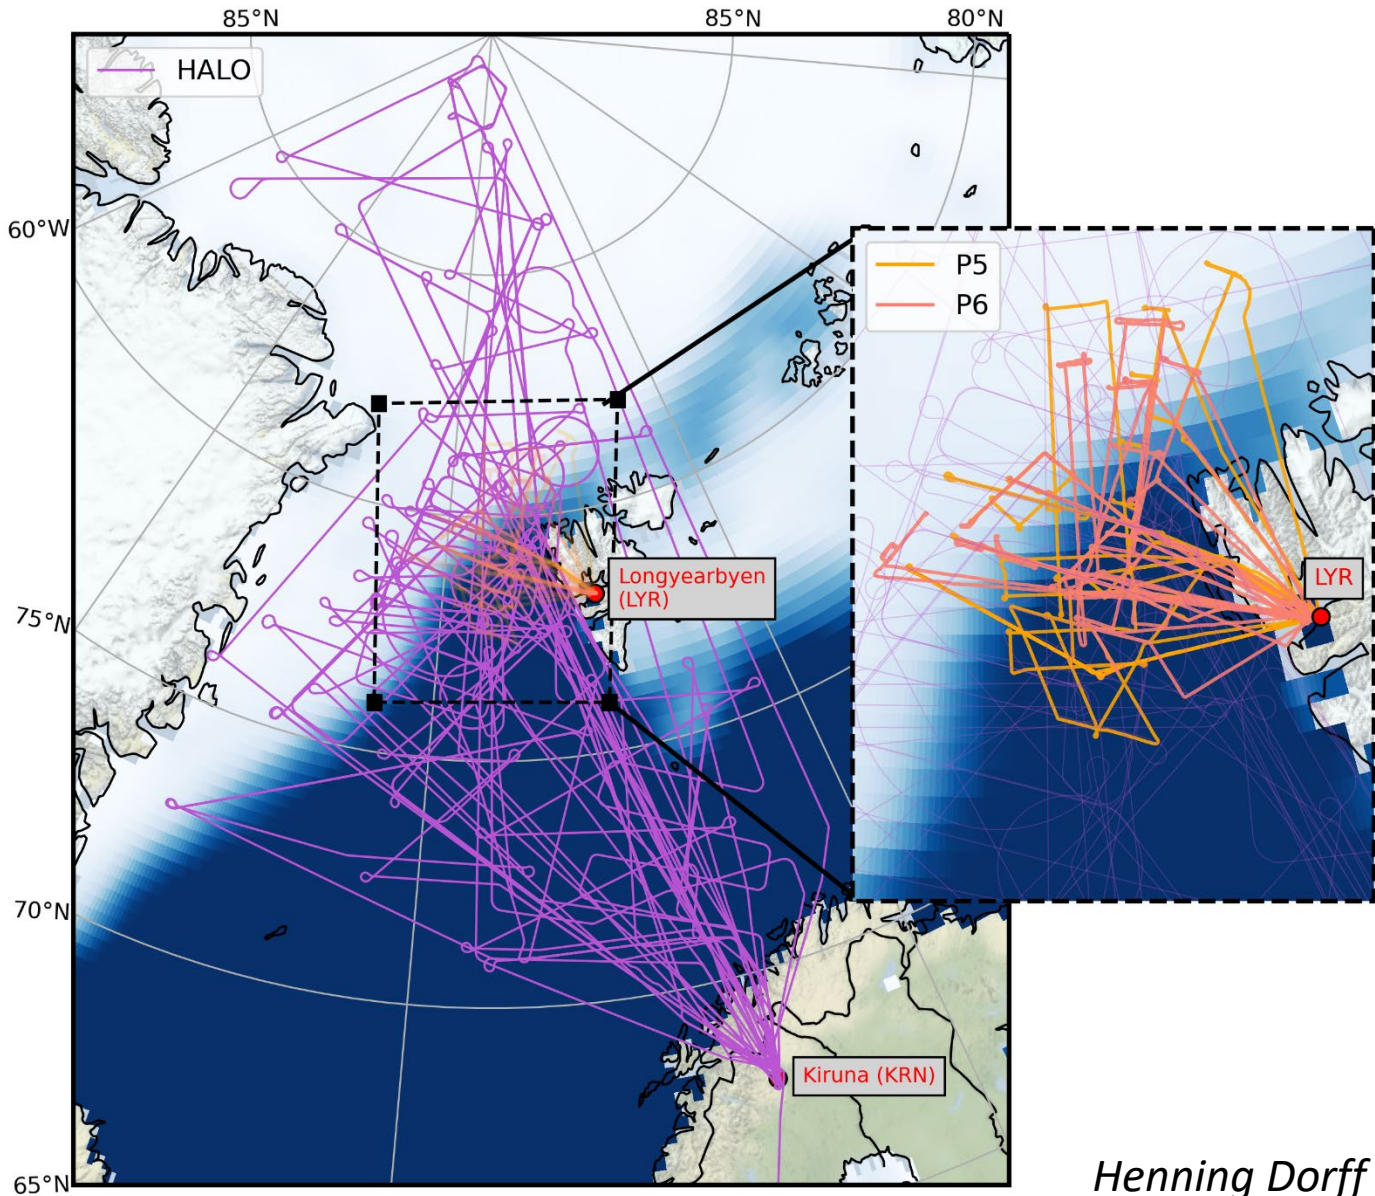 85°N
85°N
80°N
HALO
60°W
P5
P6
Longyearbyen
(LYR)
LYR
75°N
70°N
Kiruna (KRN)
65°N
Henning Dorff